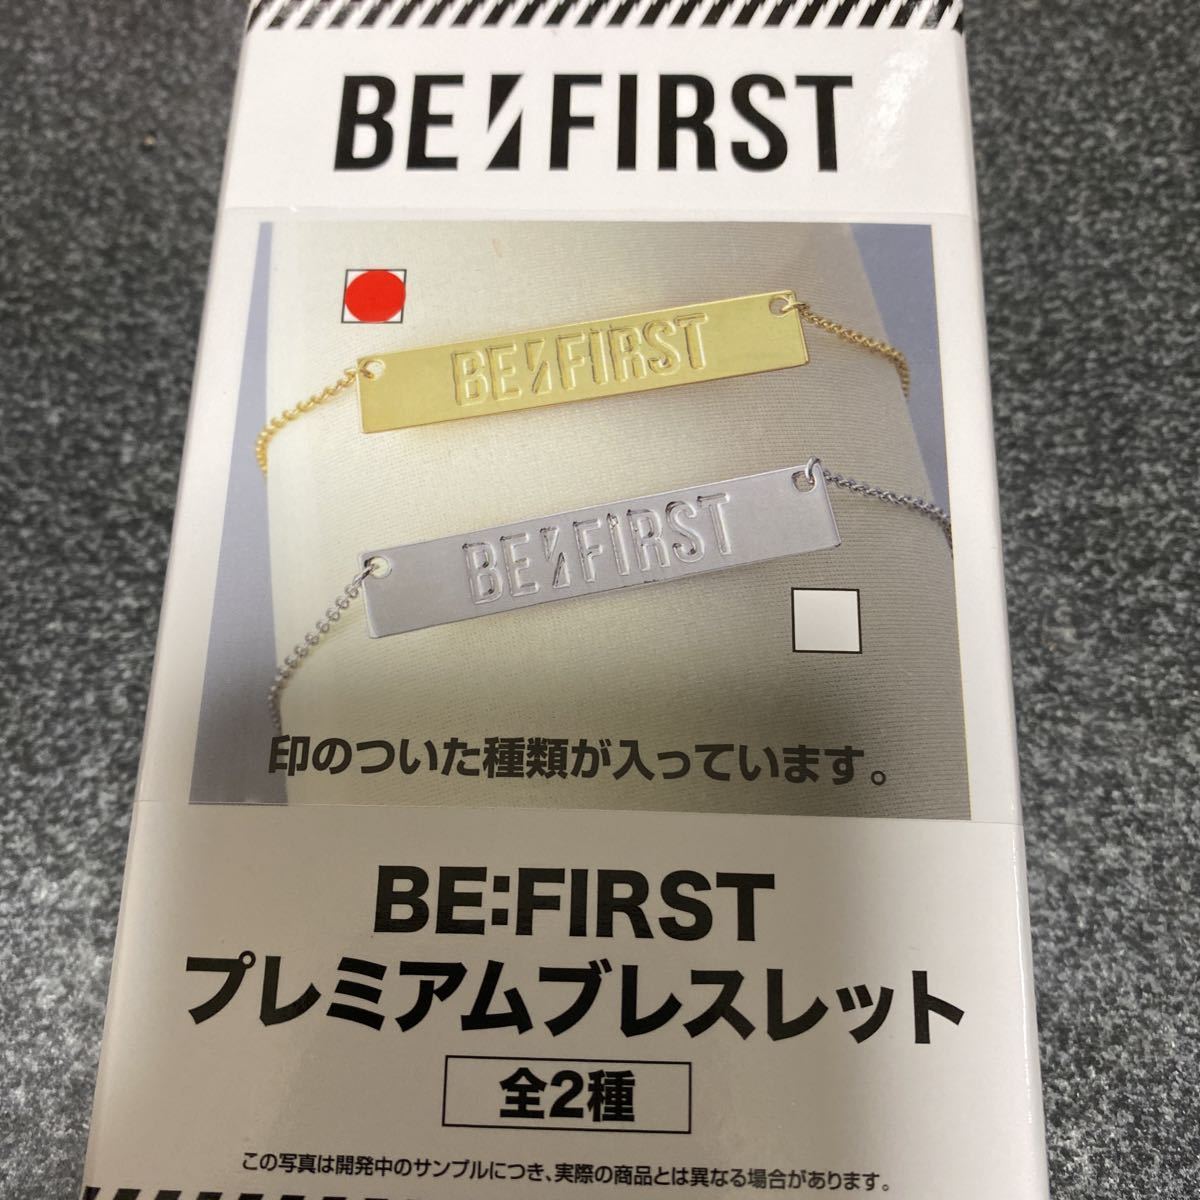 BE:FIRST
BE:FIRST
BE:FIRST
印のついた種類が入っています。
BE:FIRST
プレミアムブレスレット
全2種
この写真は開発中のサンプルにつき、実際の商品とは異なる場合があります。